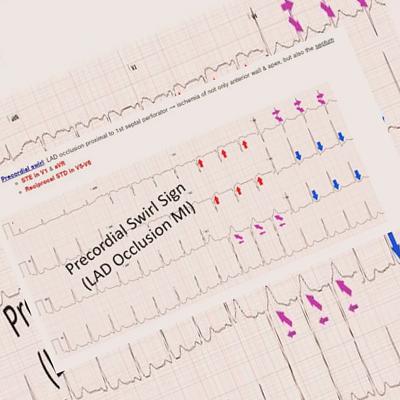 V1
Precordial swirl: LAD occlusion proximal to 1st septal perforator → ischemia of not only anterior wall & apex, but also the septum
STE in V1 & aVR
Reciprocal STD in V5-V6
Precordial Swirl Sign
(LAD Occlusion MI)